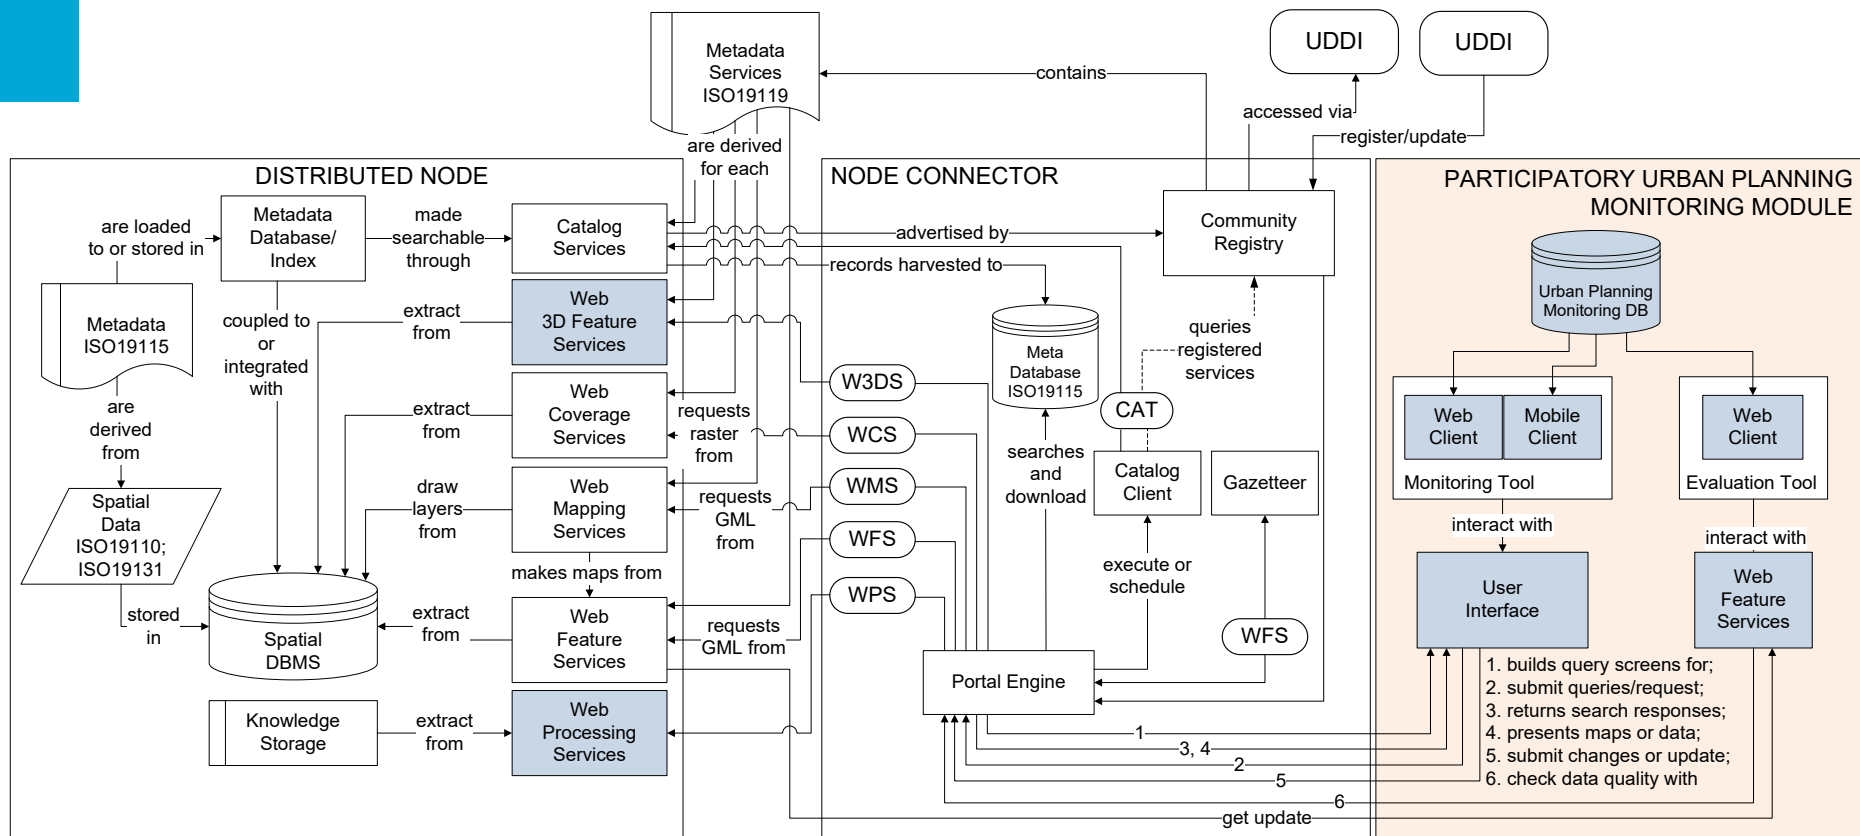 Metadata
Services
ISO19119
contains
UDDI
UDDI
accessed via
register/update
are derived
for each
DISTRIBUTED NODE
are loaded
to or stored in
Metadata
Database/
Index
made
searchable
through
Catalog
Services
Metadata
ISO19115
coupled to
or
integrated
with
extract
from
Web
3D Feature
Services
are
derived
from
extract
from
Web
Coverage
Services
requests
raster
from
Spatial
Data
ISO19110;
ISO19131
draw
layers
from
Web
Mapping
Services
requests
GML
from
makes maps from
stored
in
Spatial
DBMS
extract
from
Web
Feature
Services
requests
GML from
Knowledge
Storage
extract
from
Web
Processing
Services
NODE CONNECTOR
advertised by
Community
Registry
records harvested to
queries
registered
services
Meta
Database
ISO19115
W3DS
WCS
WMS
WFS
WPS
CAT
searches
and
download
Catalog
Client
Gazetteer
execute or
schedule
WFS
Portal Engine
1
3, 4
2
5
6
get update
PARTICIPATORY URBAN PLANNING
MONITORING MODULE
Urban Planning
Monitoring DB
Web
Client
Mobile
Client
Monitoring Tool
Web
Client
Evaluation Tool
interact with
interact with
User
Interface
Web
Feature
Services
1. builds query screens for;
2. submit queries/request;
3. returns search responses;
4. presents maps or data;
5. submit changes or update;
6. check data quality with